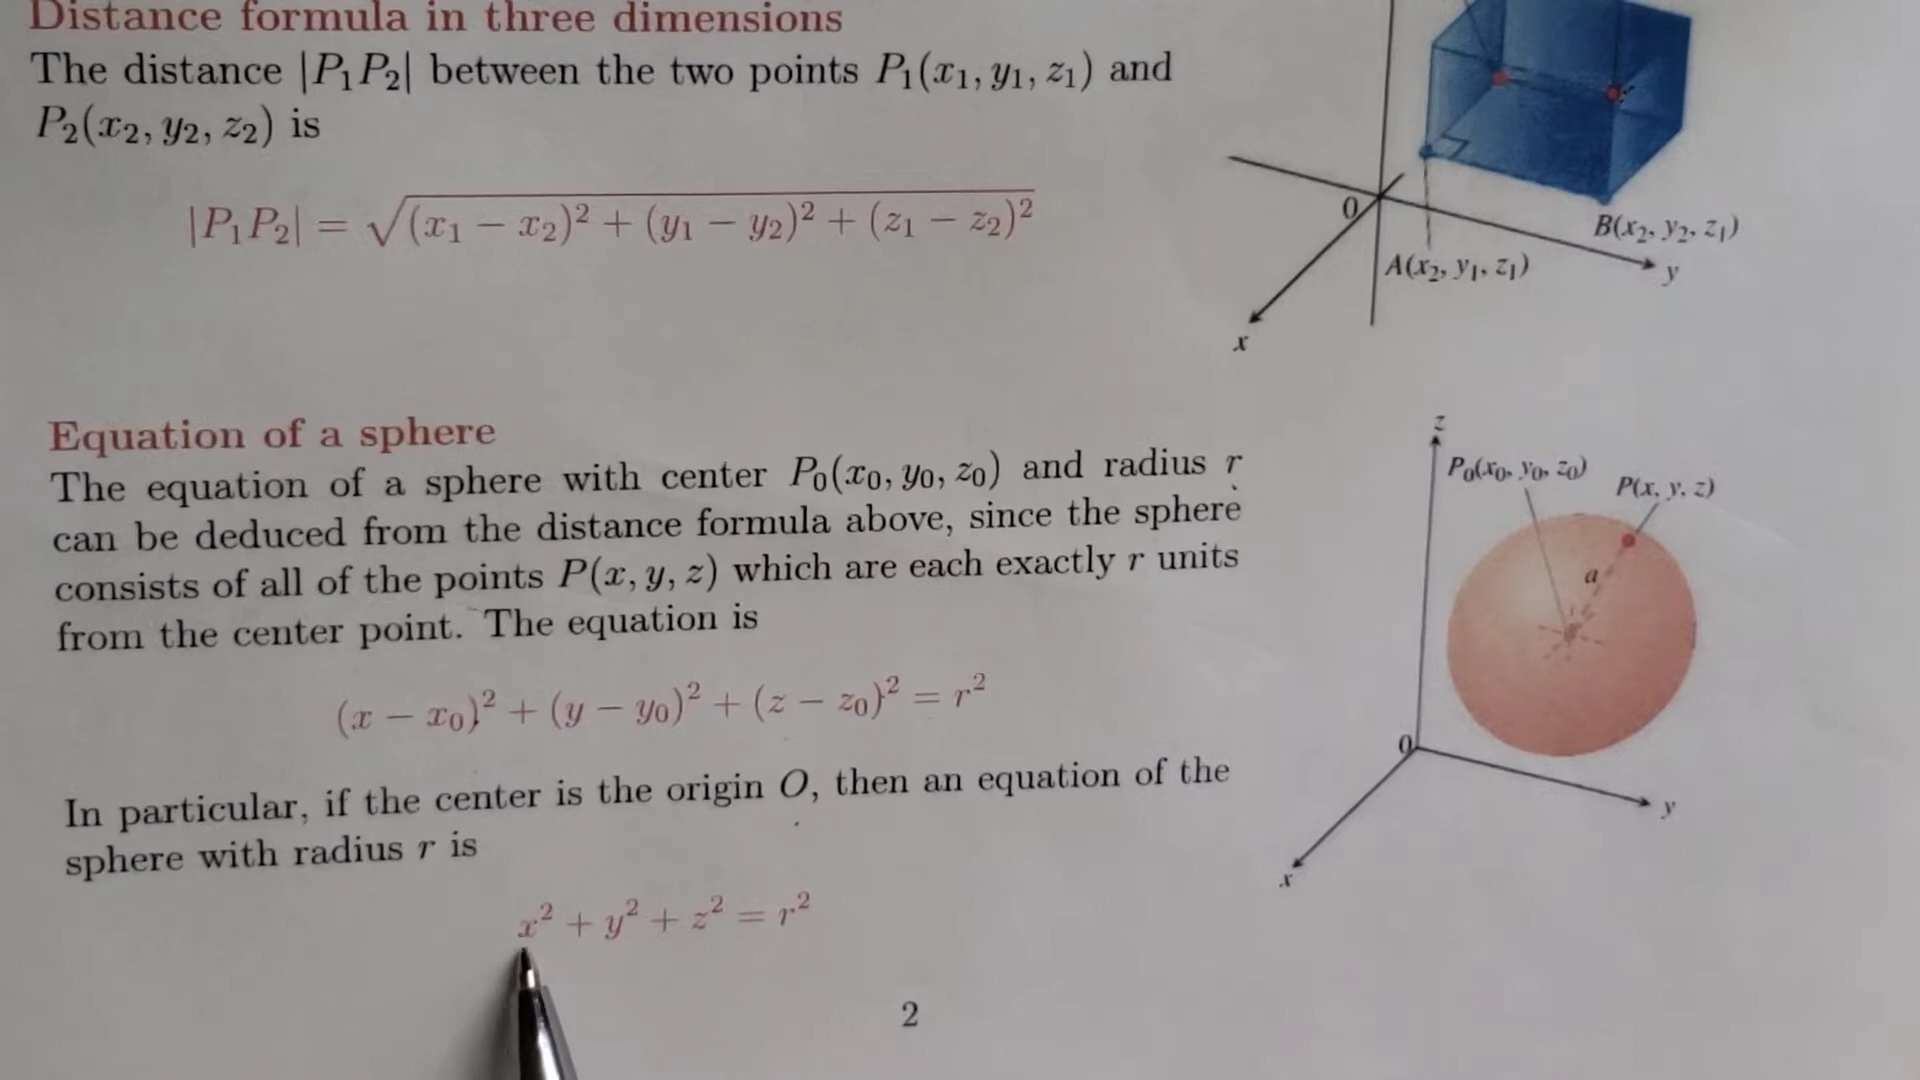 Distance formula in three dimensions
The distance |P₁P₂| between the two points P₁(x₁, y₁, z₁) and
P₂(x₂, y₂, z₂) is
|P₁P₂| = √((x₁ − x₂)² + (y₁ − y₂)² + (z₁ − z₂)²)
0
B(x₂, y₂, z₁)
A(x₂, y₁, z₁)
y
x
Equation of a sphere
The equation of a sphere with center P₀(x₀, y₀, z₀) and radius r
can be deduced from the distance formula above, since the sphere
consists of all of the points P(x, y, z) which are each exactly r units
from the center point. The equation is
(x − x₀)² + (y − y₀)² + (z − z₀)² = r²
In particular, if the center is the origin O, then an equation of the
sphere with radius r is
x² + y² + z² = r²
z
P₀(x₀, y₀, z₀)
P(x, y, z)
a
0
y
x
2